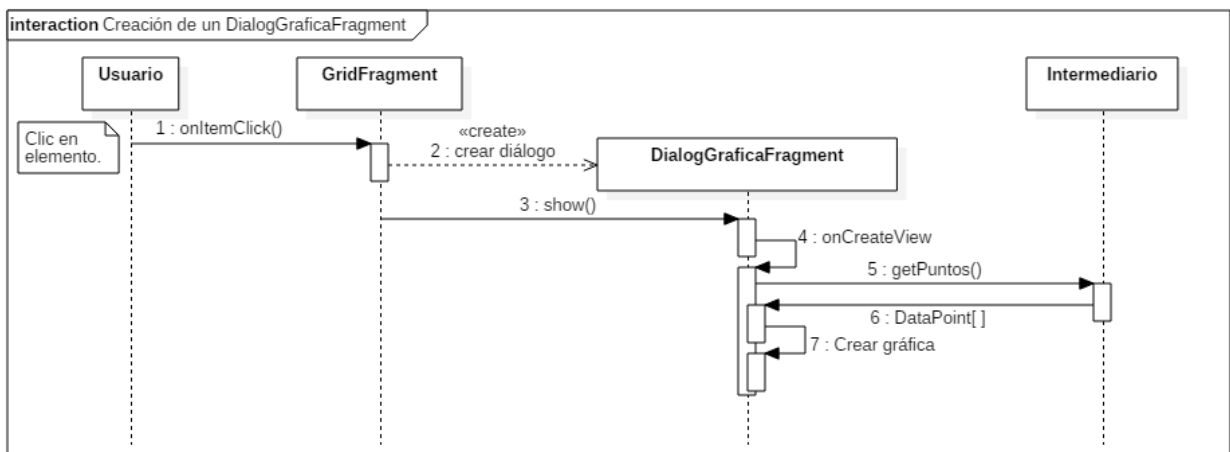 interaction Creación de un DialogGraficaFragment
Usuario
GridFragment
Intermediario
Clic en
elemento.
1 : onItemClick()
«create»
2 : crear diálogo
DialogGraficaFragment
3 : show()
4 : onCreateView
5 : getPuntos()
6 : DataPoint[ ]
7 : Crear gráfica